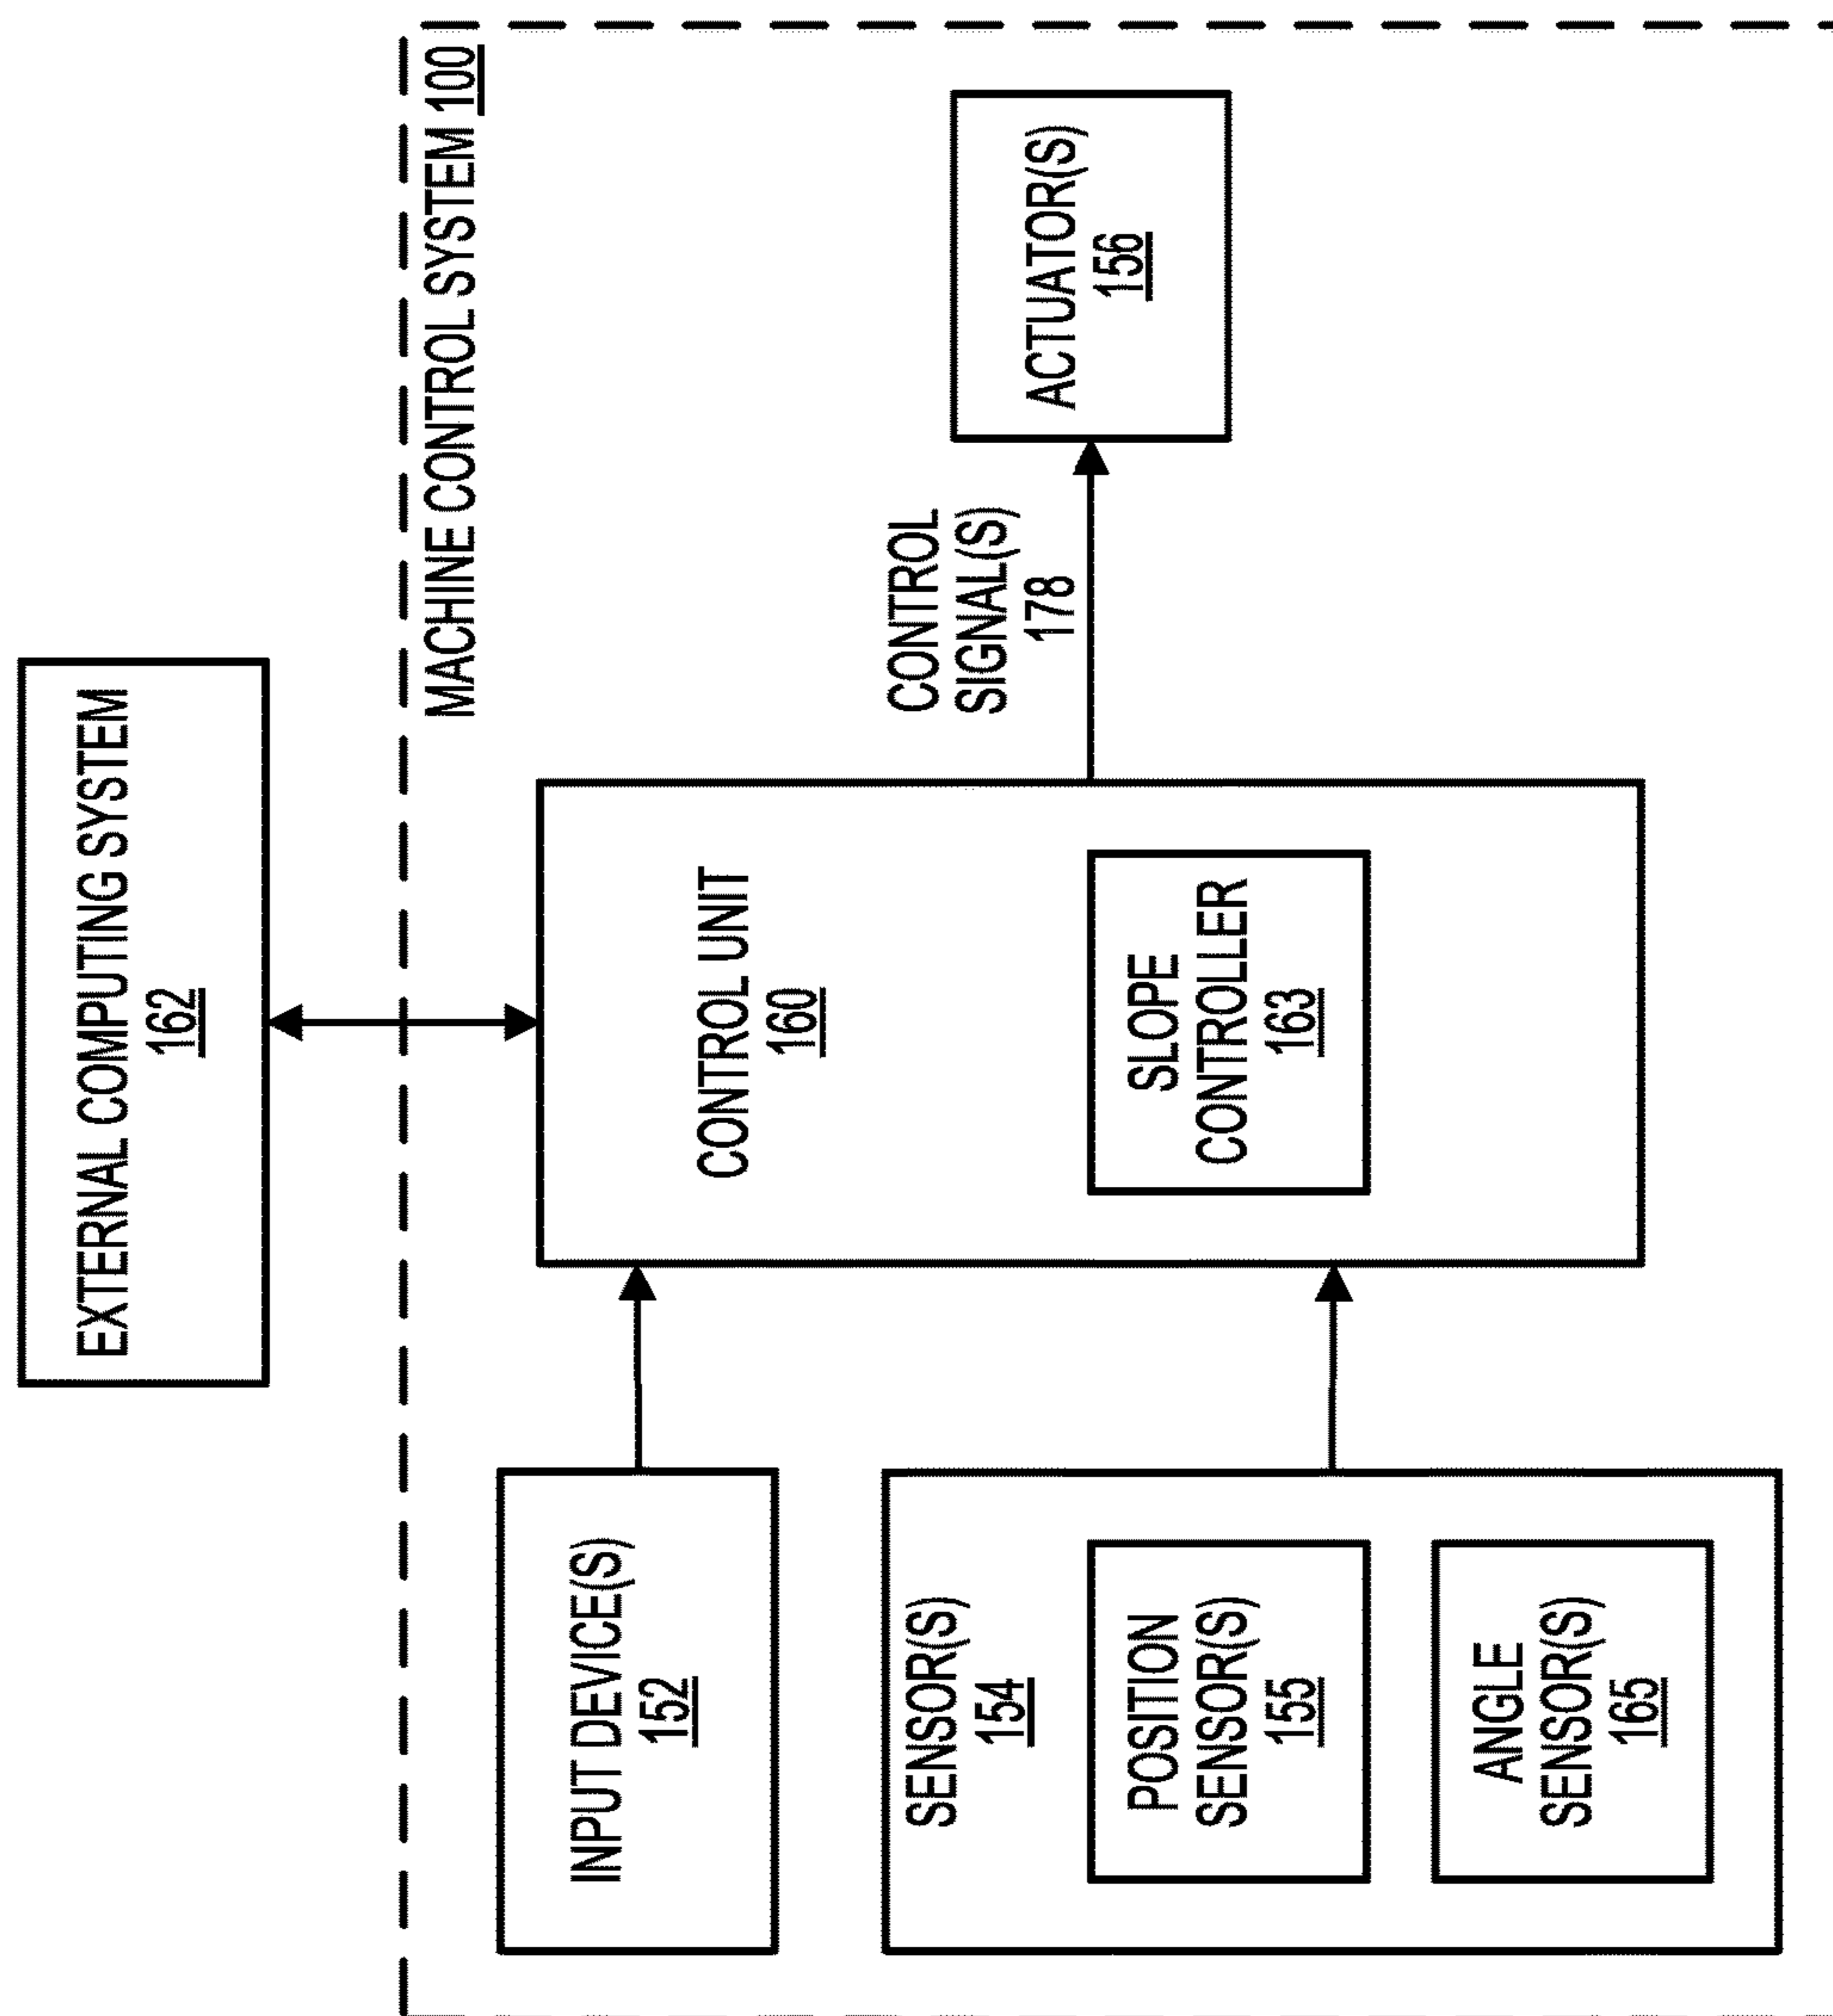 EXTERNAL COMPUTING SYSTEM
162
MACHINE CONTROL SYSTEM 100
INPUT DEVICE(S)
152
CONTROL UNIT
160
CONTROL
SIGNAL(S)
178
ACTUATOR(S)
156
SENSOR(S)
154
POSITION
SENSOR(S)
155
SLOPE
CONTROLLER
163
ANGLE
SENSOR(S)
165